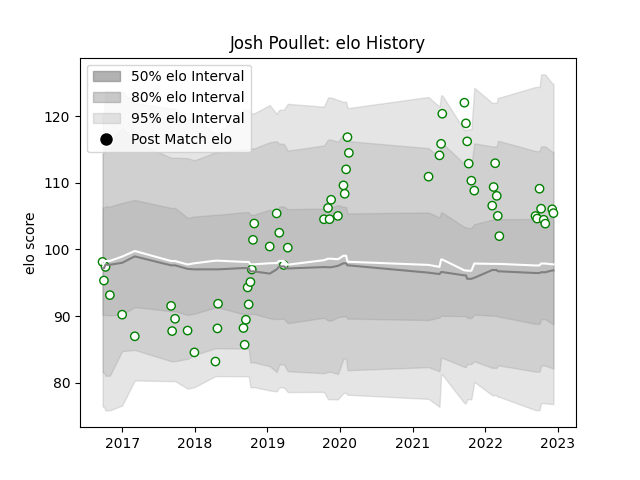 Josh Poullet: elo History
50% elo Interval
80% elo Interval
95% elo Interval
Post Match elo
elo score
120
110
100
90
80
2017
2018
2019
2020
2021
2022
2023